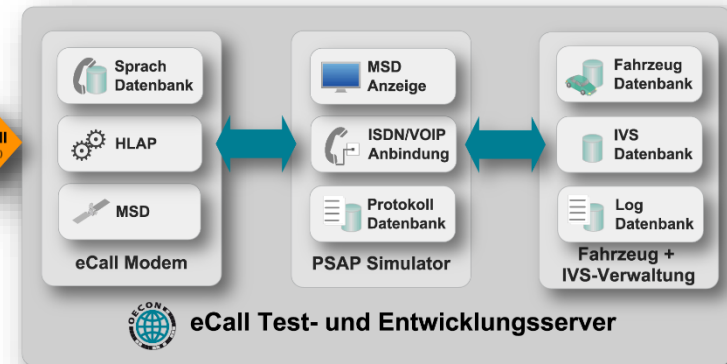 Sprach
Datenbank
HLAP
MSD
eCall Modem
MSD
Anzeige
ISDN/VOIP
Anbindung
Protokoll
Datenbank
PSAP Simulator
Fahrzeug
Datenbank
IVS
Datenbank
Log
Datenbank
Fahrzeug +
IVS-Verwaltung
OECON
eCall Test- und Entwicklungsserver